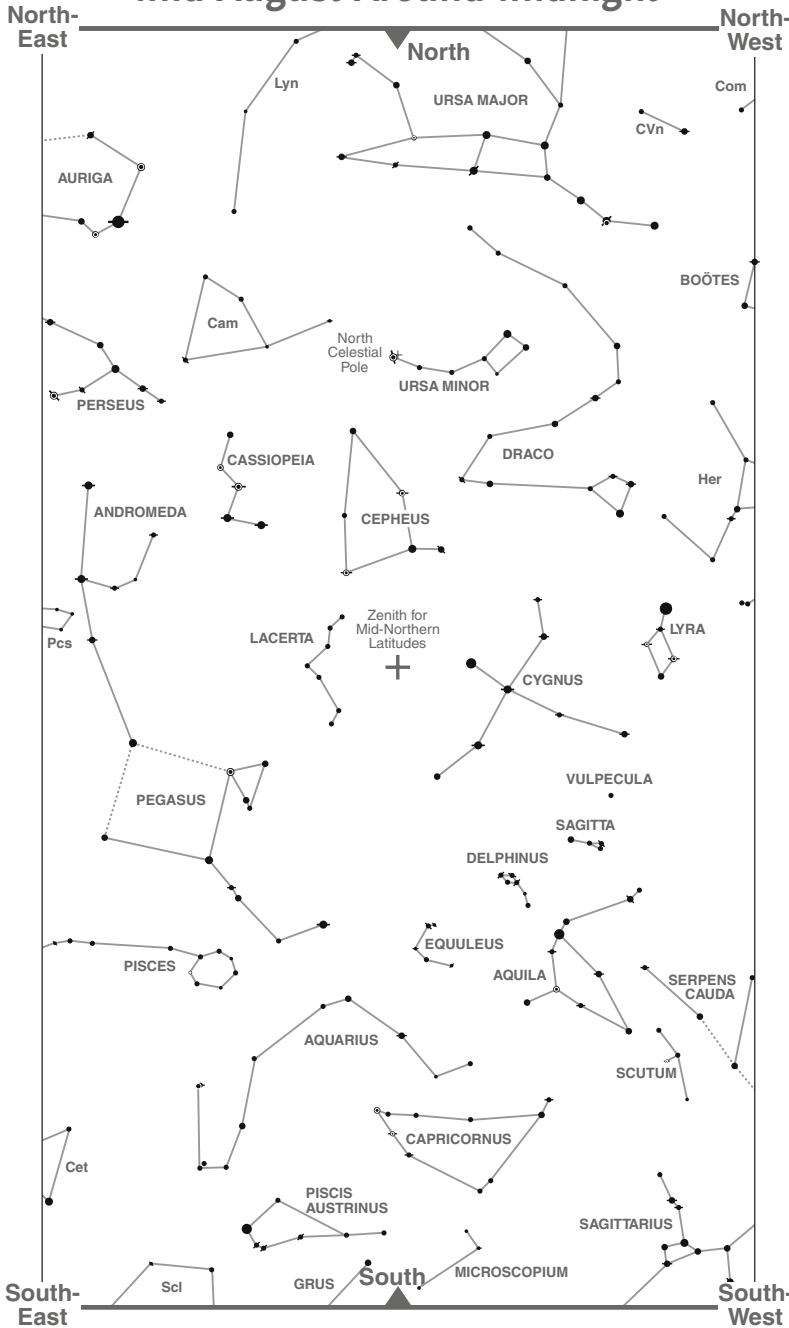 North-
East
North
North-
West
Lyn
URSA MAJOR
Com
CVn
AURIGA
BOÖTES
Cam
North
Celestial
Pole
URSA MINOR
PERSEUS
CASSIOPEIA
DRACO
Her
ANDROMEDA
CEPHEUS
Pcs
LACERTA
Zenith for
Mid-Northern
Latitudes
LYRA
CYGNUS
VULPECULA
PEGASUS
SAGITTA
DELPHINUS
EQUULEUS
PISCES
AQUILA
SERPENS
CAUDA
AQUARIUS
SCUTUM
CAPRICORNUS
Cet
PISCIS
AUSTRINUS
SAGITTARIUS
Scl
GRUS
MICROSCOPIUM
South-
East
South
South-
West